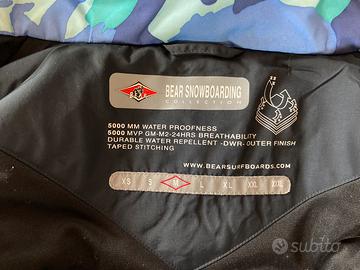 BEAR SNOWBOARDING
COLLECTION
5000 MM WATER PROOFNESS
5000 MVP GM-M2-24HRS BREATHABILITY
DURABLE WATER REPELLENT -DWR- OUTER FINISH
TAPED STITCHING
WWW.BEARSURFBOARDS.COM
XS S M L XL XXL XXXL
subito